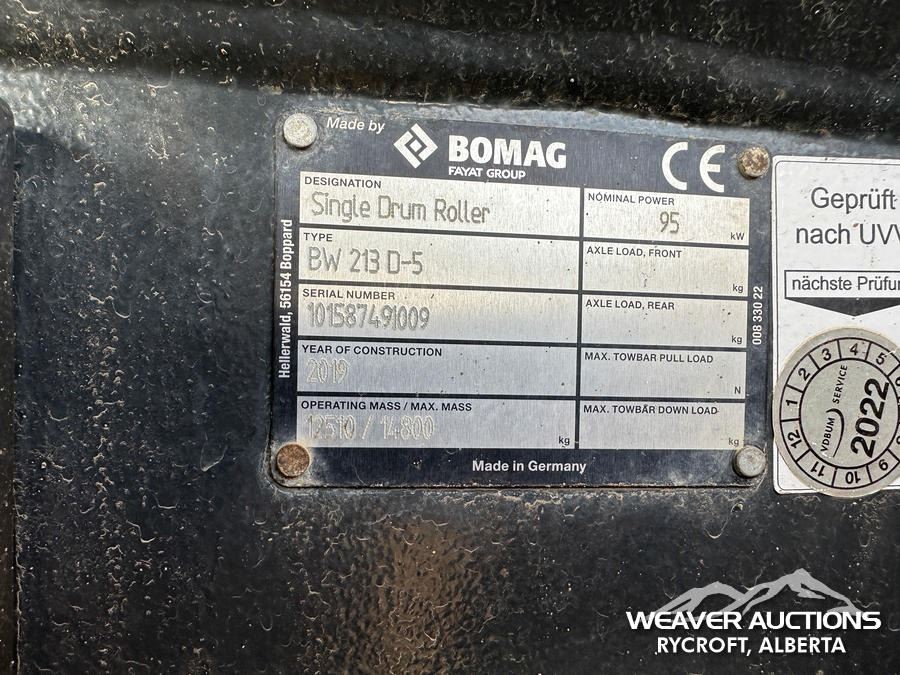 Made by
BOMAG
FAYAT GROUP
CE
Hellerwald, 56154 Boppard
DESIGNATION
Single Drum Roller
NOMINAL POWER
95
kW
TYPE
BW 213 D-5
AXLE LOAD, FRONT
kg
SERIAL NUMBER
101587491009
AXLE LOAD, REAR
kg
YEAR OF CONSTRUCTION
2019
MAX. TOWBAR PULL LOAD
N
OPERATING MASS / MAX. MASS
12510 / 14800
kg
MAX. TOWBAR DOWN LOAD
kg
008 330 22
Made in Germany
Geprüft
nach UVV
nächste Prüfun
1 2 3 4 5
8 9 10 11 12
VDBUM SERVICE
2022
WEAVER AUCTIONS
RYCROFT, ALBERTA